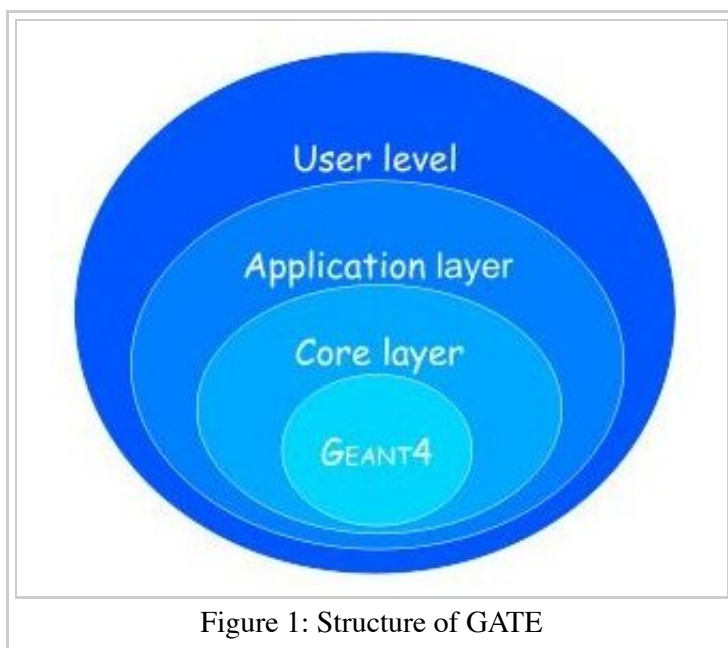 User level
Application layer
Core layer
GEANT4
Figure 1: Structure of GATE